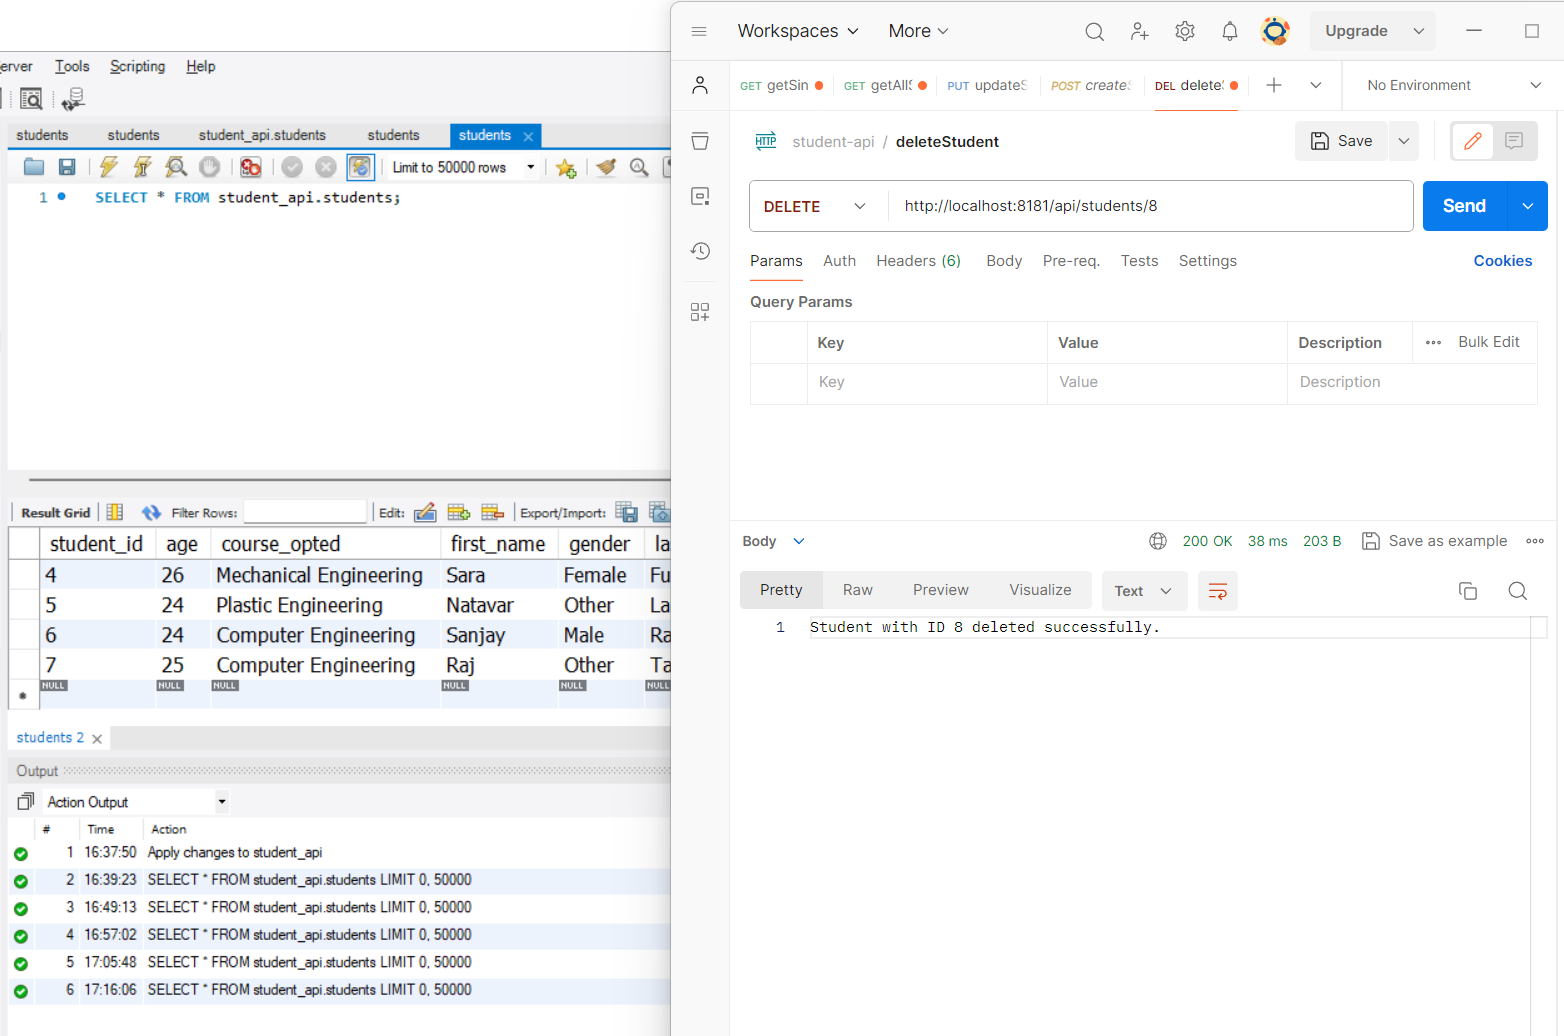 erver Tools Scripting Help
students students student_api.students students students
Limit to 50000 rows
1 SELECT * FROM student_api.students;
Result Grid Filter Rows: Edit: Export/Import:
student_id age course_opted first_name gender la
4 26 Mechanical Engineering Sara Female Fu
5 24 Plastic Engineering Natavar Other La
6 24 Computer Engineering Sanjay Male Ra
7 25 Computer Engineering Raj Other Ta
NULL NULL NULL NULL NULL NULL
students 2
Output
Action Output
# Time Action
1 16:37:50 Apply changes to student_api
2 16:39:23 SELECT * FROM student_api.students LIMIT 0, 50000
3 16:49:13 SELECT * FROM student_api.students LIMIT 0, 50000
4 16:57:02 SELECT * FROM student_api.students LIMIT 0, 50000
5 17:05:48 SELECT * FROM student_api.students LIMIT 0, 50000
6 17:16:06 SELECT * FROM student_api.students LIMIT 0, 50000
Workspaces More Upgrade
GET getSin GET getAllS PUT updateS POST createS DEL deleteS No Environment
HTTP student-api / deleteStudent Save
DELETE http://localhost:8181/api/students/8 Send
Params Auth Headers (6) Body Pre-req. Tests Settings Cookies
Query Params
Key Value Description Bulk Edit
Key Value Description
Body 200 OK 38 ms 203 B Save as example
Pretty Raw Preview Visualize Text
1 Student with ID 8 deleted successfully.